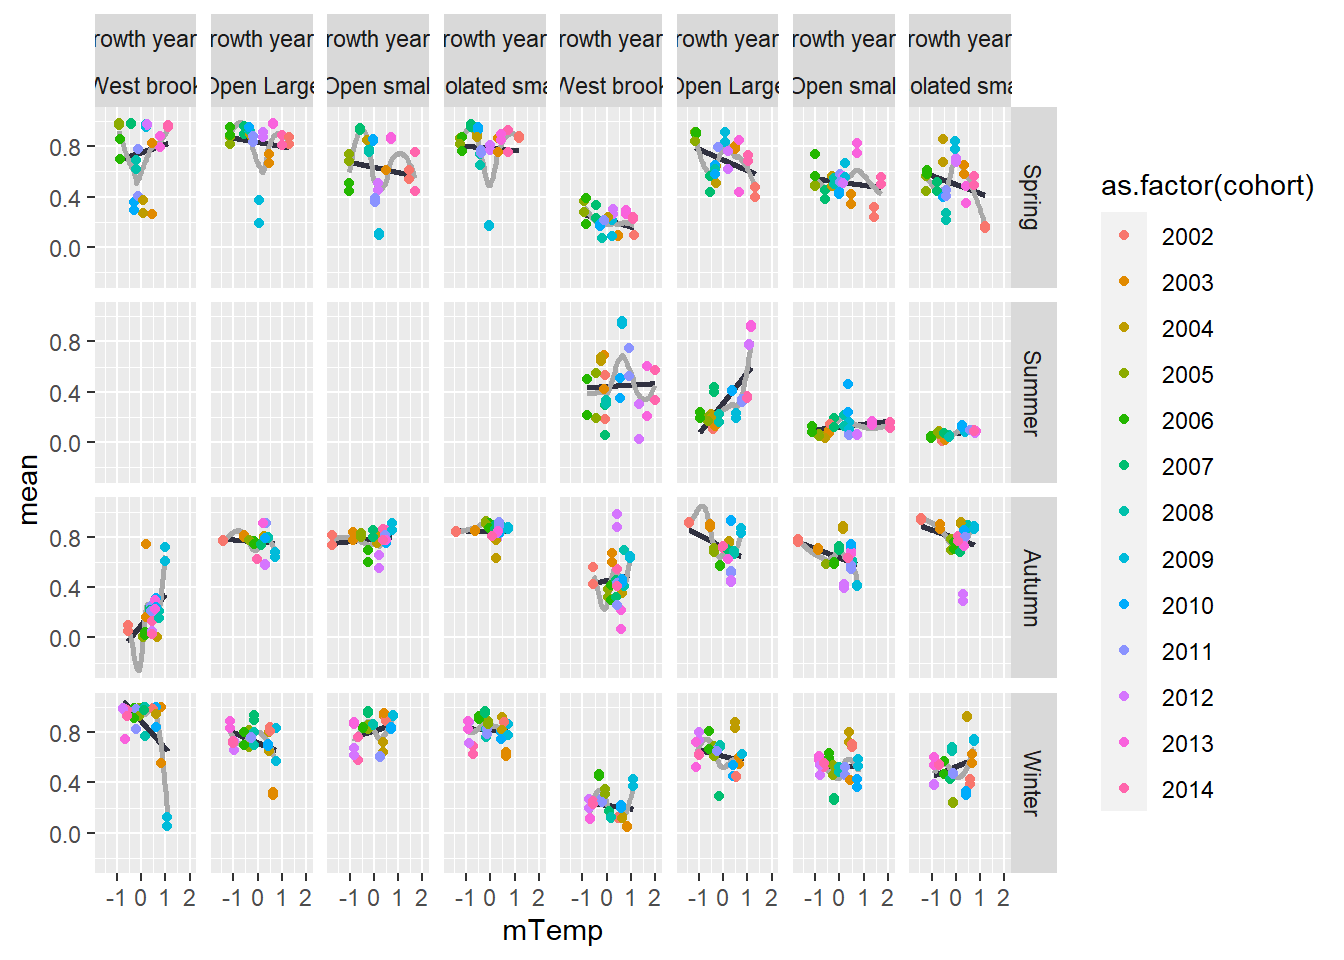 rowth year rowth year rowth year rowth year rowth year rowth year rowth year rowth year
West brook Open Large Open small olated sma West brook Open Large Open small olated sma
0.8
0.4
0.0
Spring
0.8
0.4
0.0
Summer
0.8
0.4
0.0
Autumn
0.8
0.4
0.0
Winter
-1 0 1 2 -1 0 1 2 -1 0 1 2 -1 0 1 2 -1 0 1 2 -1 0 1 2 -1 0 1 2 -1 0 1 2
mTemp
mean
as.factor(cohort)
2002
2003
2004
2005
2006
2007
2008
2009
2010
2011
2012
2013
2014